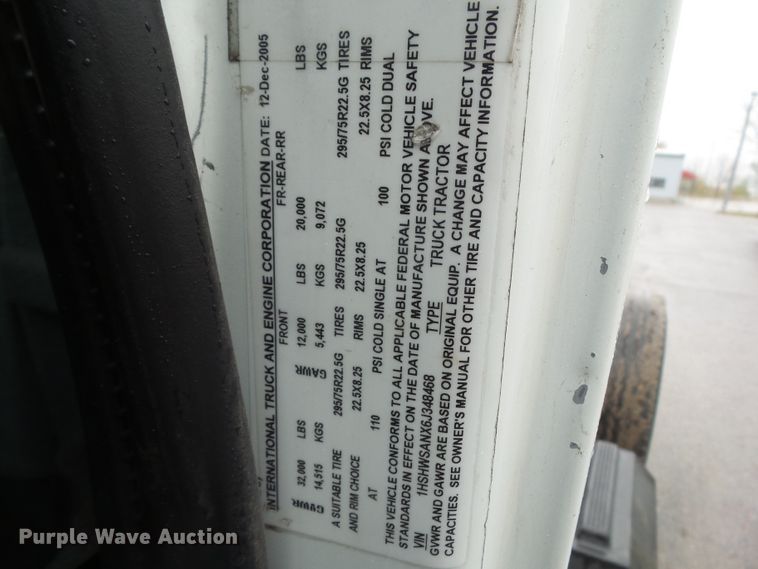 INTERNATIONAL TRUCK AND ENGINE CORPORATION DATE: 12-Dec-2005
FRONT FR-REAR-RR
GVWR 32,000 LBS GAWR 12,000 LBS 20,000 LBS
14,515 KGS 5,443 KGS 9,072 KGS
A SUITABLE TIRE 295/75R22.5G TIRES 295/75R22.5G 295/75R22.5G TIRES
AND RIM CHOICE 22.5X8.25 RIMS 22.5X8.25 22.5X8.25 RIMS
AT 110 PSI COLD SINGLE AT 100 PSI COLD DUAL
THIS VEHICLE CONFORMS TO ALL APPLICABLE FEDERAL MOTOR VEHICLE SAFETY
STANDARDS IN EFFECT ON THE DATE OF MANUFACTURE SHOWN ABOVE.
VIN 1HSHWSANX6J348468 TYPE TRUCK TRACTOR
GVWR AND GAWR ARE BASED ON ORIGINAL EQUIP. A CHANGE MAY AFFECT VEHICLE
CAPACITIES. SEE OWNER'S MANUAL FOR OTHER TIRE AND CAPACITY INFORMATION.
Purple Wave Auction